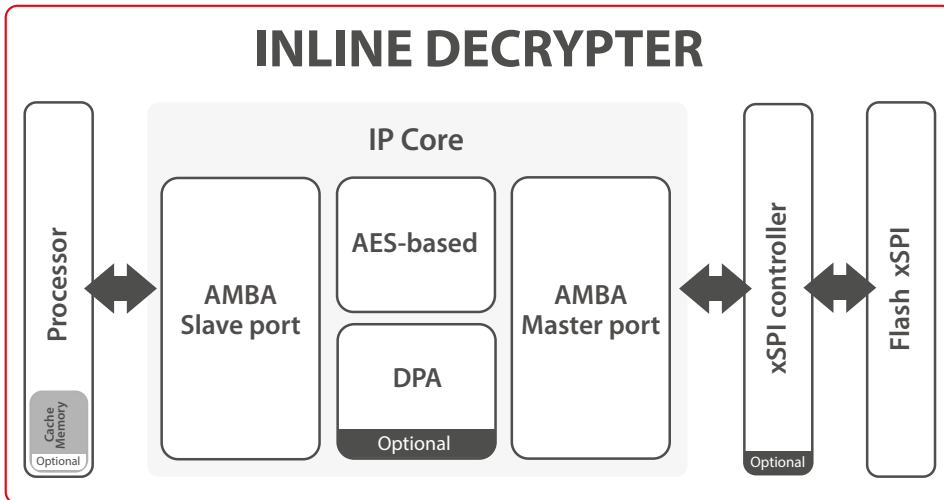 INLINE DECRYPTER
Processor
Cache
Memory
Optional
IP Core
AMBA
Slave port
AES-based
DPA
Optional
AMBA
Master port
xSPI controller
Optional
Flash xSPI